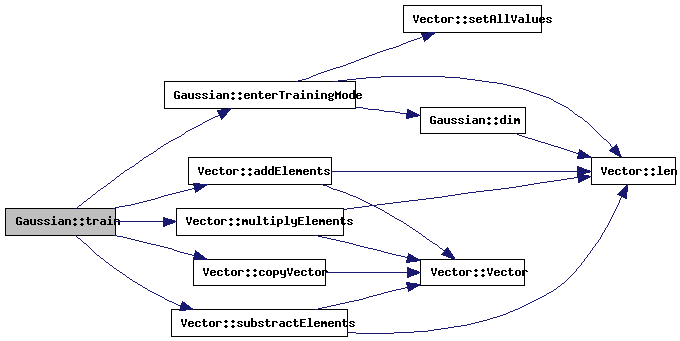 Vector::setAllValues
Gaussian::enterTrainingMode
Gaussian::dim
Vector::addElements
Vector::len
Gaussian::train
Vector::multiplyElements
Vector::copyVector
Vector::Vector
Vector::substractElements